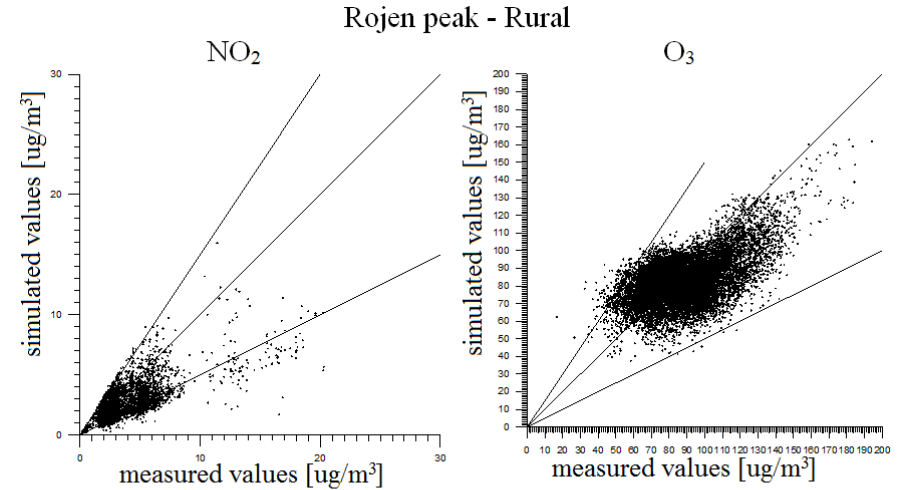 Rojen peak - Rural
NO₂
O₃
simulated values [ug/m³]
30
20
10
0
0 10 20 30
measured values [ug/m³]
simulated values [ug/m³]
200
190
180
170
160
150
140
130
120
110
100
90
80
70
60
50
40
30
20
10
0
0 10 20 30 40 50 60 70 80 90 100 110 120 130 140 150 160 170 180 190 200
measured values [ug/m³]